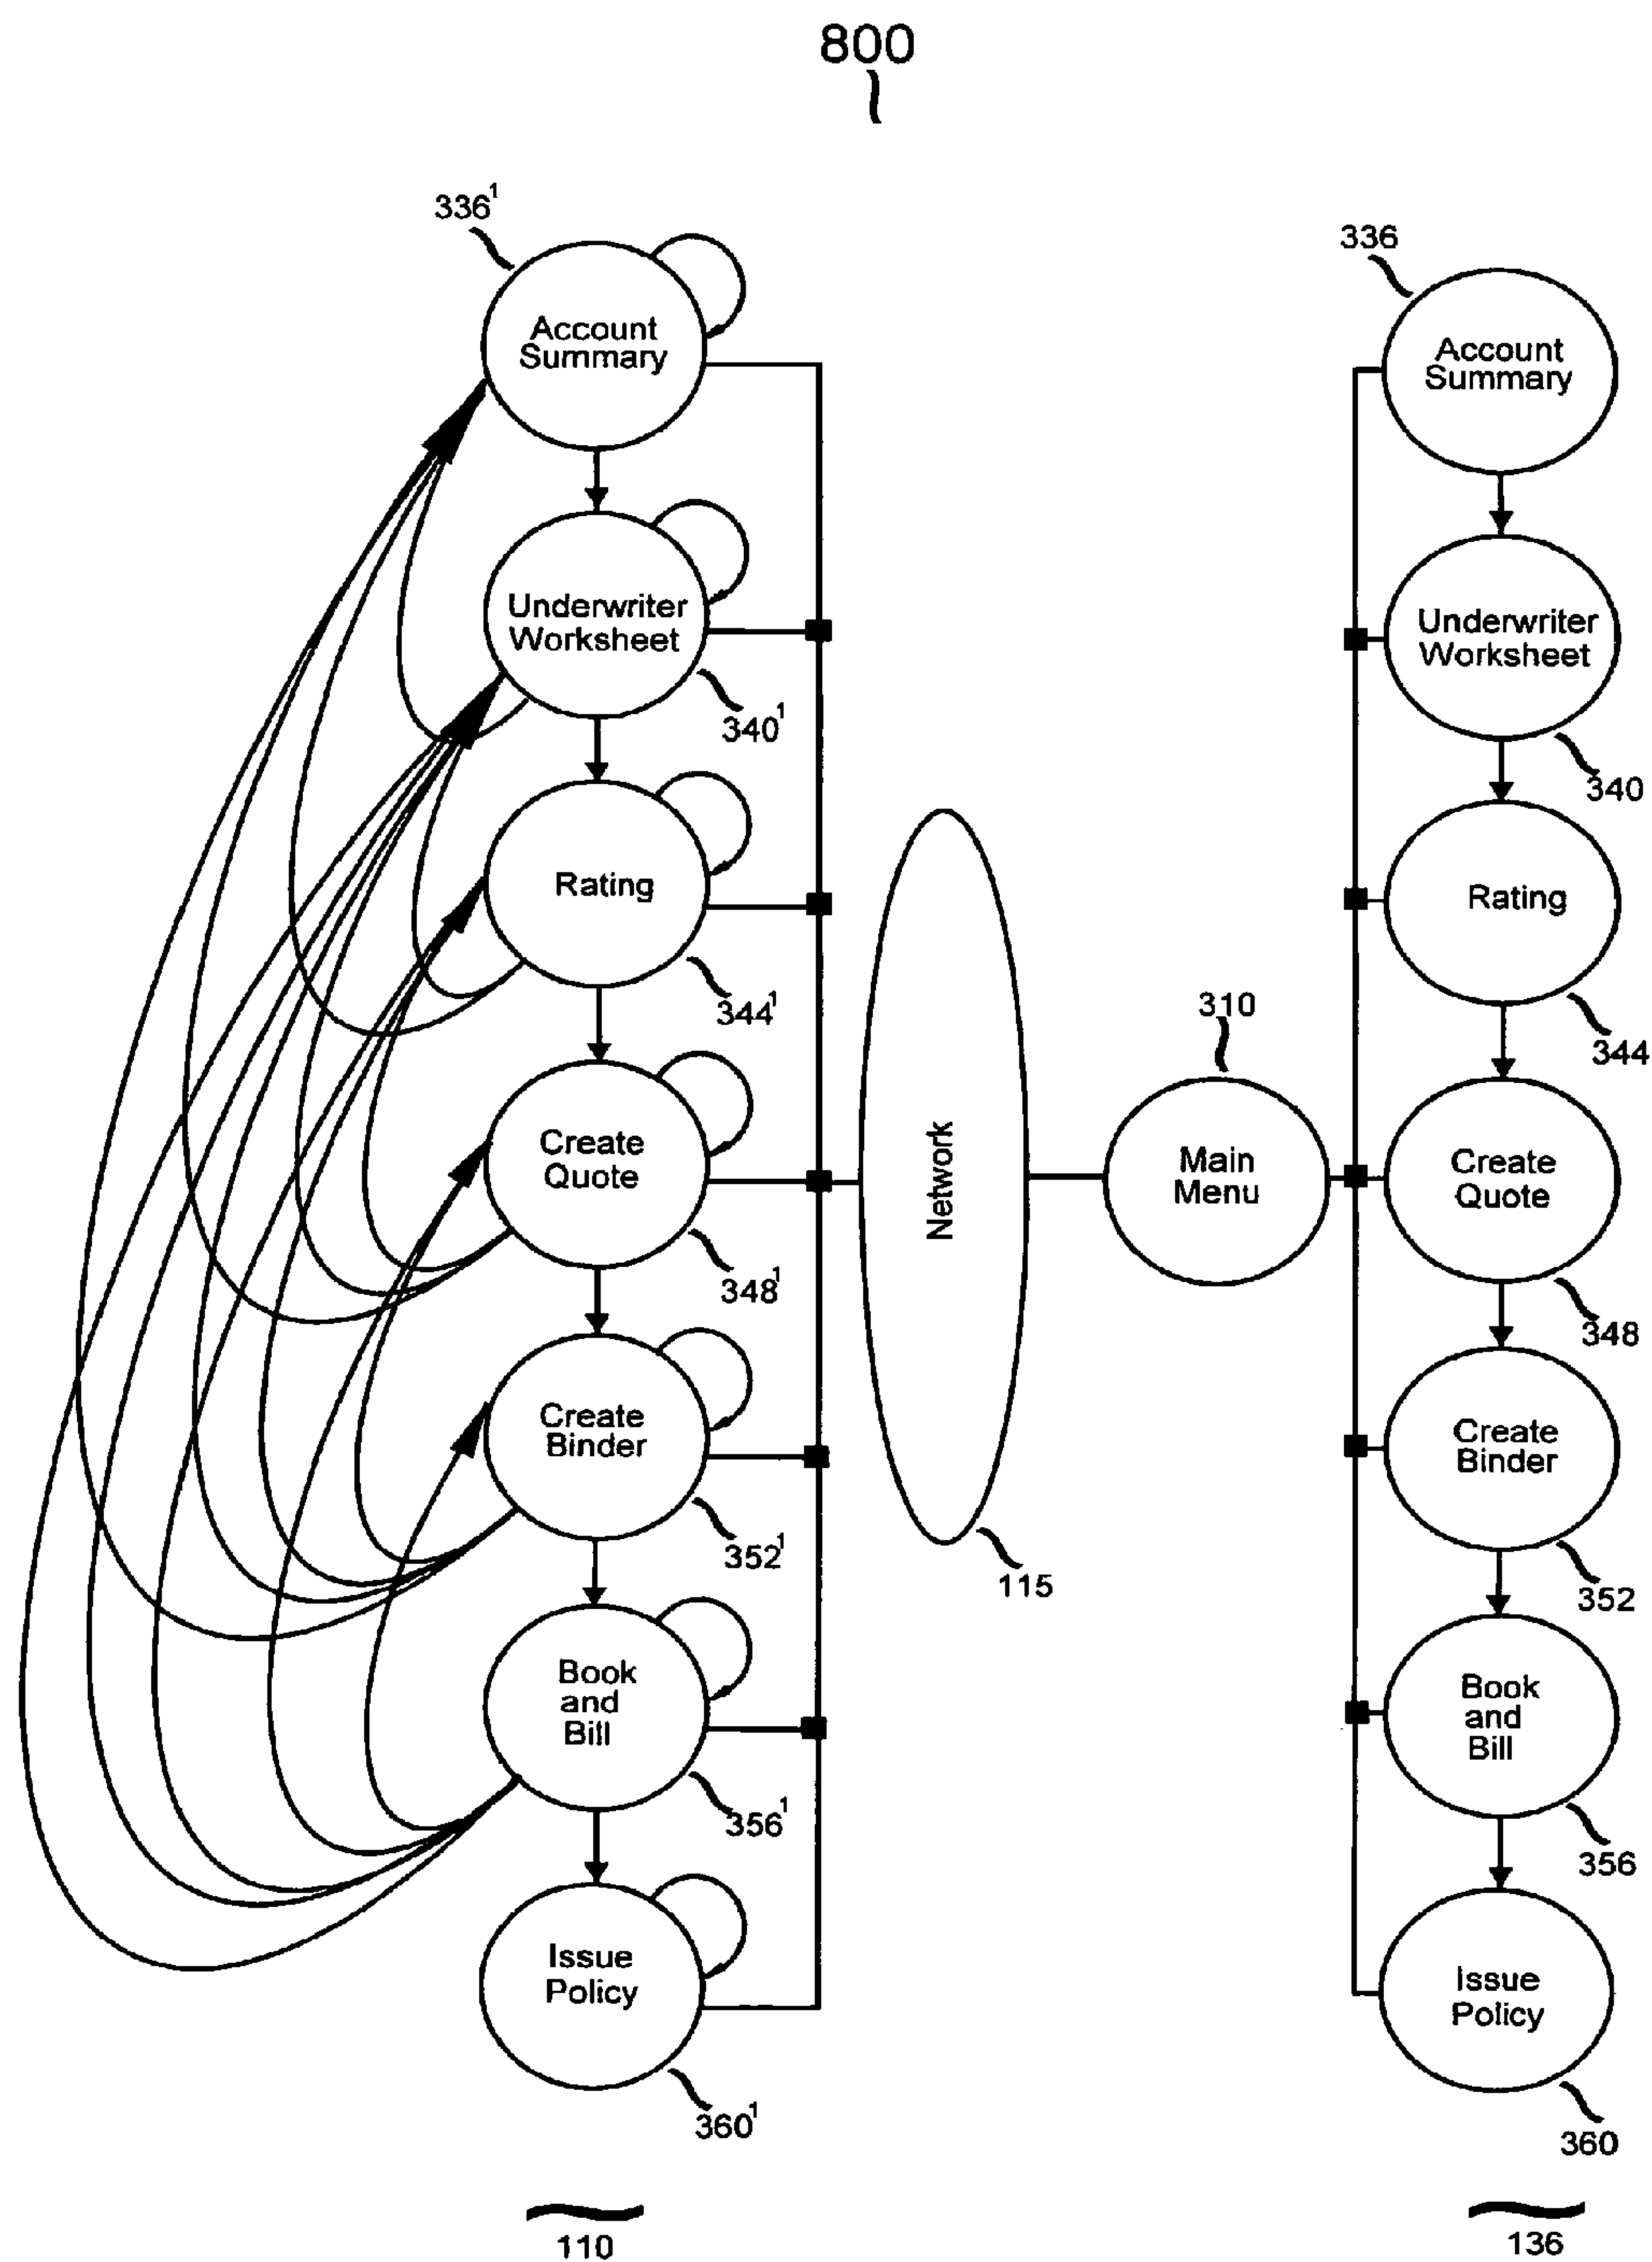 800
336¹
Account
Summary
Underwriter
Worksheet
340¹
Rating
344¹
Create
Quote
348¹
Create
Binder
352¹
Book
and
Bill
356¹
Issue
Policy
360¹
110
Network
115
310
Main
Menu
336
Account
Summary
Underwriter
Worksheet
340
Rating
344
Create
Quote
348
Create
Binder
352
Book
and
Bill
356
Issue
Policy
360
136